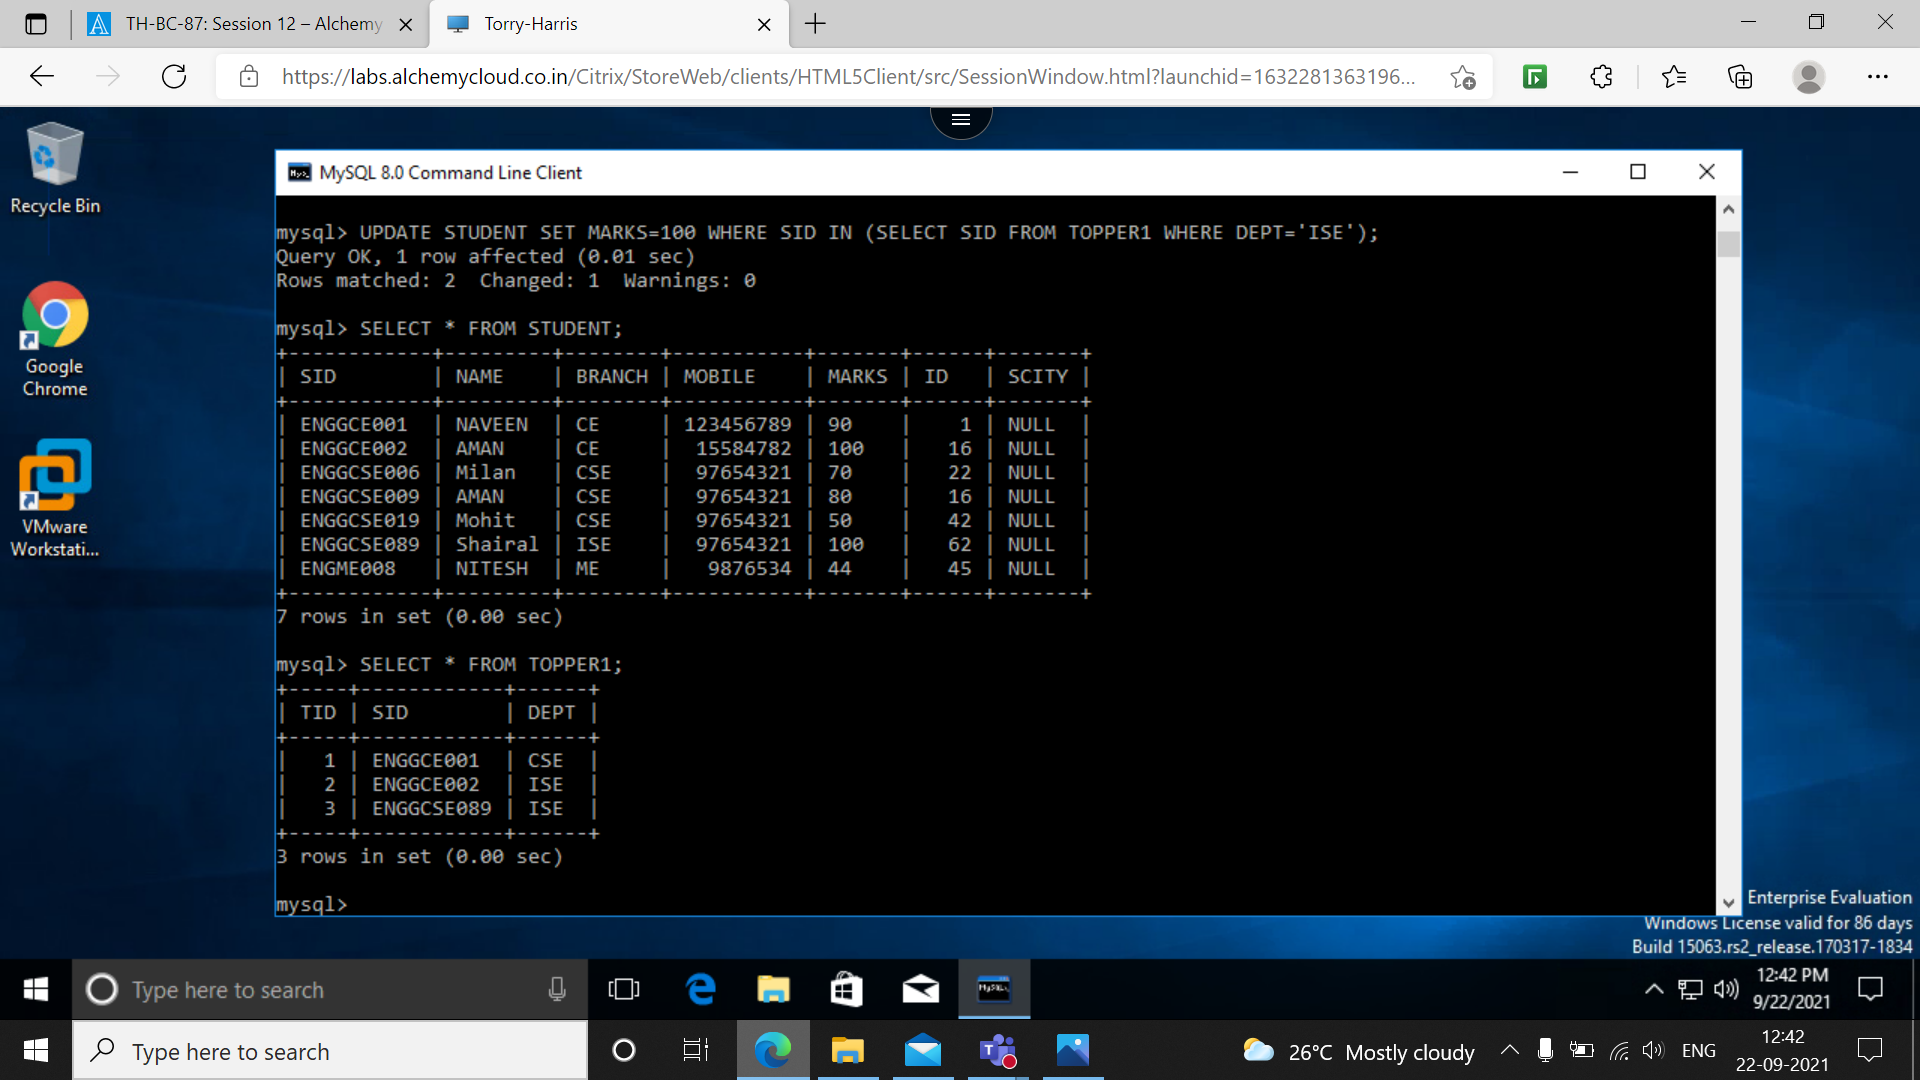 TH-BC-87: Session 12 – Alchemy
Torry-Harris
https://labs.alchemycloud.co.in/Citrix/StoreWeb/clients/HTML5Client/src/SessionWindow.html?launchid=1632281363196...
Recycle Bin
Google
Chrome
VMware
Workstati...
MySQL 8.0 Command Line Client
mysql> UPDATE STUDENT SET MARKS=100 WHERE SID IN (SELECT SID FROM TOPPER1 WHERE DEPT='ISE');
Query OK, 1 row affected (0.01 sec)
Rows matched: 2  Changed: 1  Warnings: 0
mysql> SELECT * FROM STUDENT;
+------------+---------+--------+-----------+-------+------+-------+
| SID        | NAME    | BRANCH | MOBILE    | MARKS | ID   | SCITY |
+------------+---------+--------+-----------+-------+------+-------+
| ENGGCE001  | NAVEEN  | CE     | 123456789 | 90    |    1 | NULL  |
| ENGGCE002  | AMAN    | CE     |  15584782 | 100   |   16 | NULL  |
| ENGGCSE006 | Milan   | CSE    |  97654321 | 70    |   22 | NULL  |
| ENGGCSE009 | AMAN    | CSE    |  97654321 | 80    |   16 | NULL  |
| ENGGCSE019 | Mohit   | CSE    |  97654321 | 50    |   42 | NULL  |
| ENGGCSE089 | Shairal | ISE    |  97654321 | 100   |   62 | NULL  |
| ENGME008   | NITESH  | ME     |   9876534 | 44    |   45 | NULL  |
+------------+---------+--------+-----------+-------+------+-------+
7 rows in set (0.00 sec)
mysql> SELECT * FROM TOPPER1;
+-----+------------+------+
| TID | SID        | DEPT |
+-----+------------+------+
|   1 | ENGGCE001  | CSE  |
|   2 | ENGGCE002  | ISE  |
|   3 | ENGGCSE089 | ISE  |
+-----+------------+------+
3 rows in set (0.00 sec)
mysql>
Enterprise Evaluation
Windows License valid for 86 days
Build 15063.rs2_release.170317-1834
Type here to search
12:42 PM
9/22/2021
Type here to search
26°C Mostly cloudy
ENG
12:42
22-09-2021